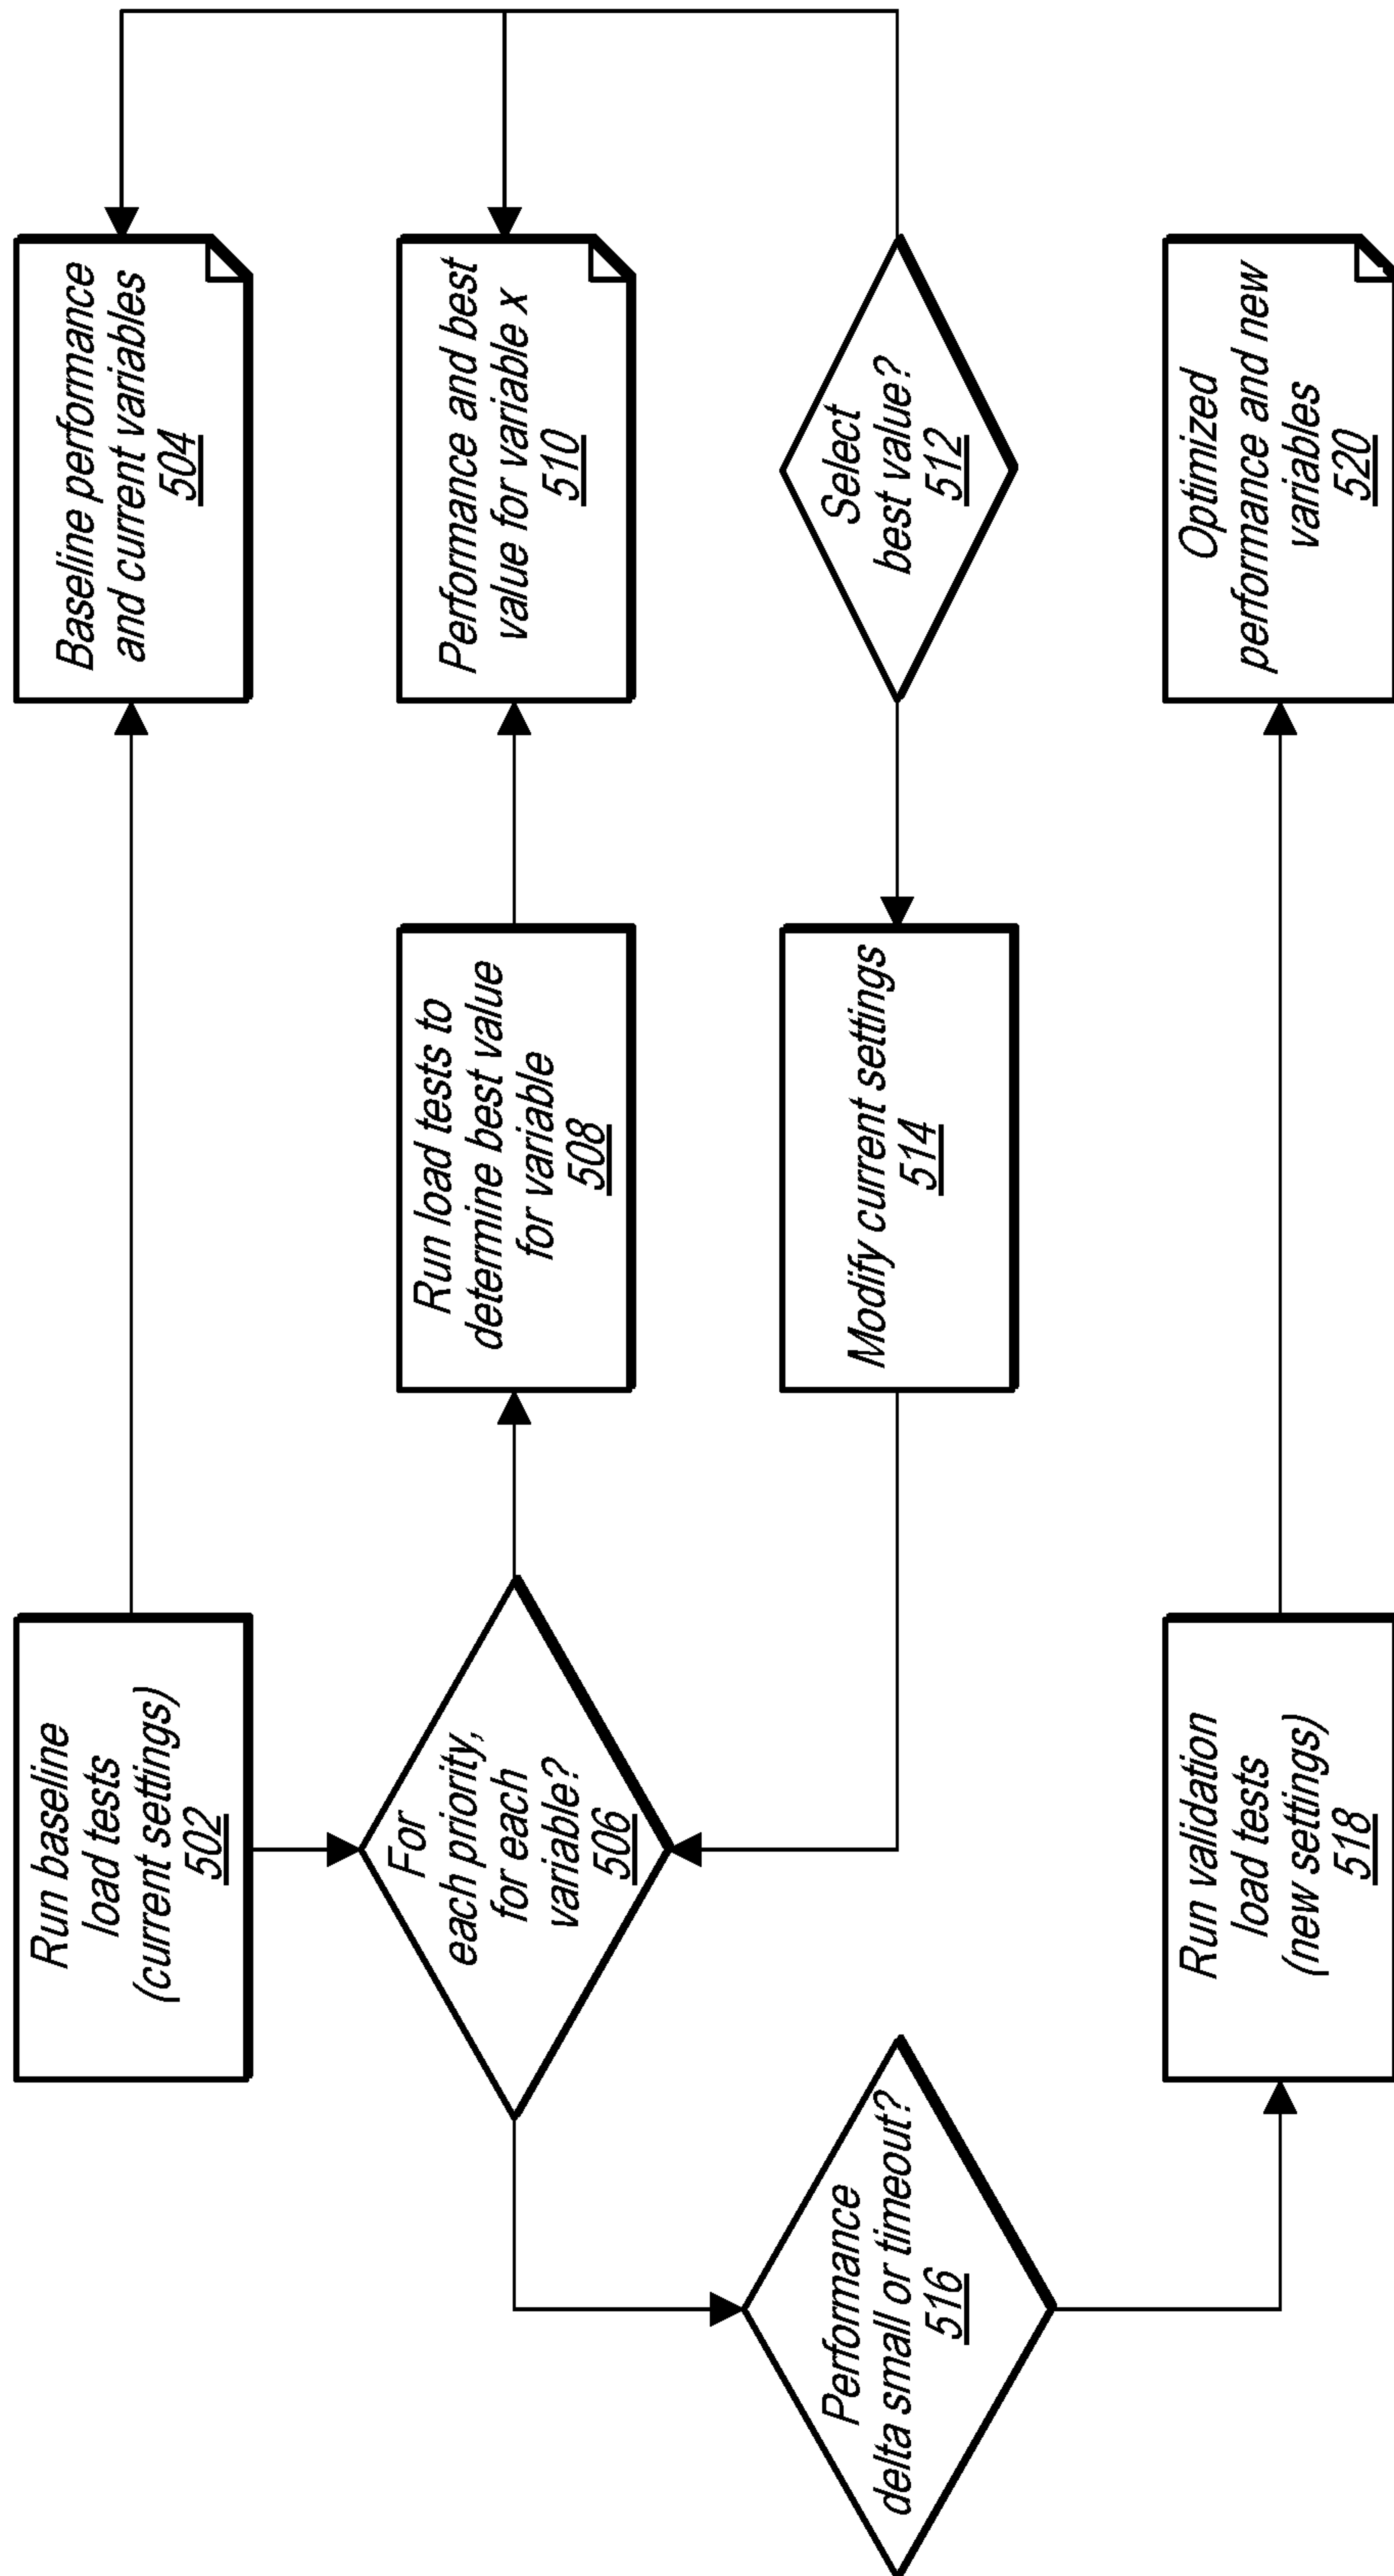 Run baseline
load tests
(current settings)
502
Baseline performance
and current variables
504
For
each priority,
for each
variable?
506
Run load tests to
determine best value
for variable
508
Performance and best
value for variable x
510
Performance
delta small or timeout?
516
Modify current settings
514
Select
best value?
512
Run validation
load tests
(new settings)
518
Optimized
performance and new
variables
520